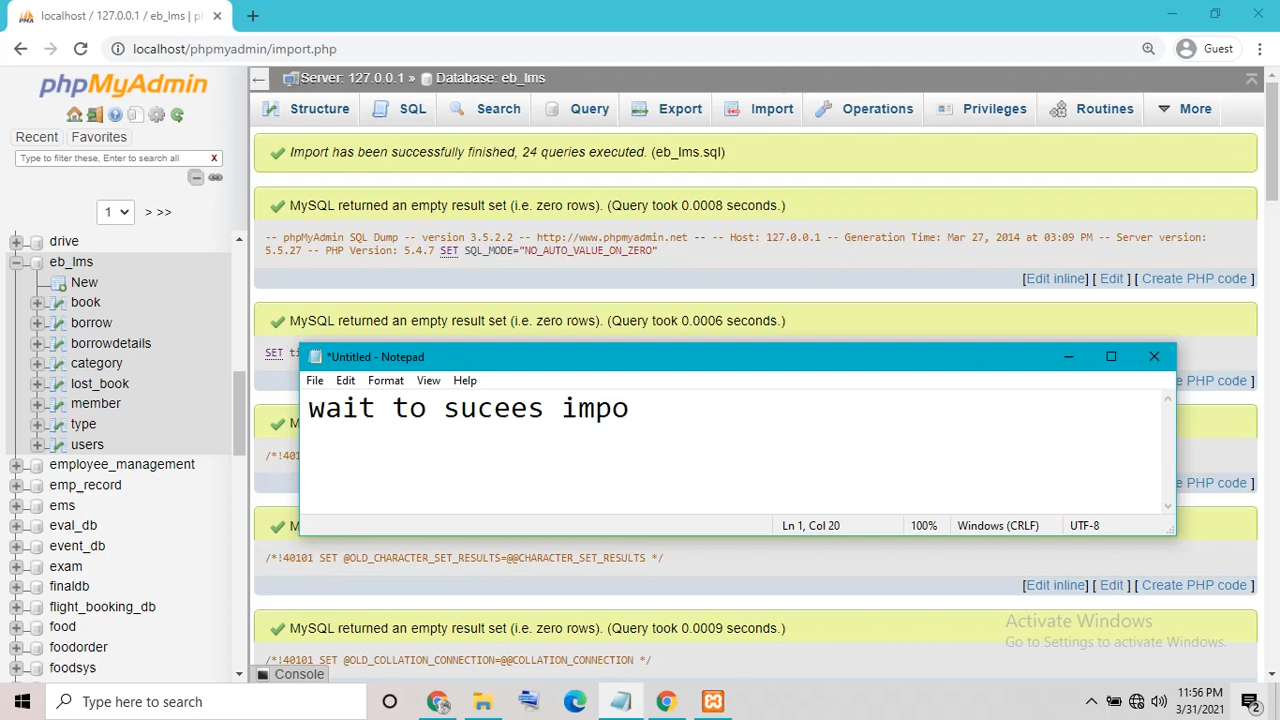 localhost / 127.0.0.1 / eb_lms | p
localhost/phpmyadmin/import.php
Guest
phpMyAdmin
Recent Favorites
Type to filter these, Enter to search all X
1 > >>
drive
eb_lms
New
book
borrow
borrowdetails
category
lost_book
member
type
users
employee_management
emp_record
ems
eval_db
event_db
exam
finaldb
flight_booking_db
food
foodorder
foodsys
Server: 127.0.0.1 » Database: eb_lms
Structure SQL Search Query Export Import Operations Privileges Routines More
Import has been successfully finished, 24 queries executed. (eb_lms.sql)
MySQL returned an empty result set (i.e. zero rows). (Query took 0.0008 seconds.)
-- phpMyAdmin SQL Dump -- version 3.5.2.2 -- http://www.phpmyadmin.net -- -- Host: 127.0.0.1 -- Generation Time: Mar 27, 2014 at 03:09 PM -- Server version:
5.5.27 -- PHP Version: 5.4.7 SET SQL_MODE="NO_AUTO_VALUE_ON_ZERO"
[Edit inline] [ Edit ] [ Create PHP code ]
MySQL returned an empty result set (i.e. zero rows). (Query took 0.0006 seconds.)
SET ti
e PHP code ]
M
/*!401
e PHP code ]
M
/*!40101 SET @OLD_CHARACTER_SET_RESULTS=@@CHARACTER_SET_RESULTS */
[Edit inline] [ Edit ] [ Create PHP code ]
MySQL returned an empty result set (i.e. zero rows). (Query took 0.0009 seconds.)
/*!40101 SET @OLD_COLLATION_CONNECTION=@@COLLATION_CONNECTION */
Console
*Untitled - Notepad
File Edit Format View Help
wait to sucees impo
Ln 1, Col 20 100% Windows (CRLF) UTF-8
Activate Windows
Go to Settings to activate Windows.
Type here to search
11:56 PM
3/31/2021
2